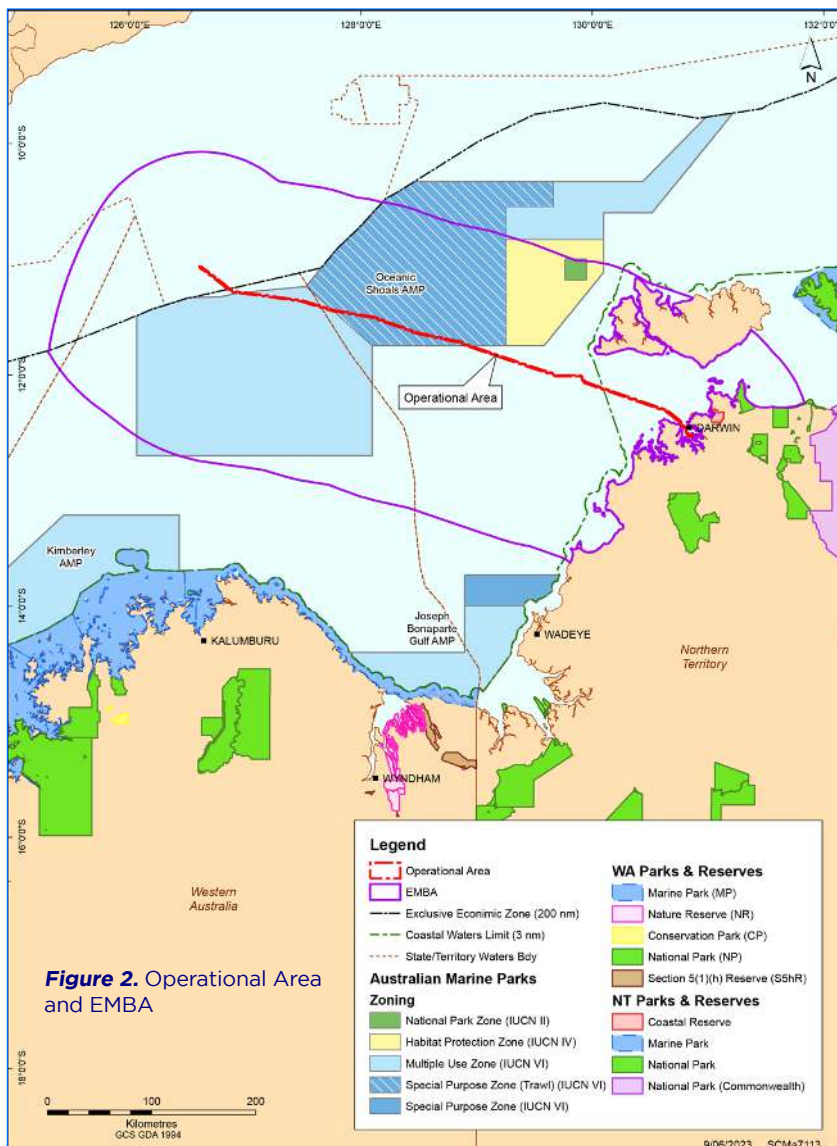 126°0'0"E
128°0'0"E
130°0'0"E
132°0'0"E
N
10°0'0"S
12°0'0"S
14°0'0"S
16°0'0"S
18°0'0"S
Oceanic
Shoals AMP
Operational Area
DARWIN
Kimberley
AMP
KALUMBURU
Joseph
Bonaparte
Gulf AMP
WADEYE
Northern
Territory
WYNDHAM
Western
Australia
Figure 2. Operational Area
and EMBA
0 100 200
Kilometres
GCS GDA 1994
Legend
Operational Area
EMBA
Exclusive Econimic Zone (200 nm)
Coastal Waters Limit (3 nm)
State/Territory Waters Bdy
Australian Marine Parks
Zoning
National Park Zone (IUCN II)
Habitat Protection Zone (IUCN IV)
Multiple Use Zone (IUCN VI)
Special Purpose Zone (Trawl) (IUCN VI)
Special Purpose Zone (IUCN VI)
WA Parks & Reserves
Marine Park (MP)
Nature Reserve (NR)
Conservation Park (CP)
National Park (NP)
Section 5(1)(h) Reserve (S5hR)
NT Parks & Reserves
Coastal Reserve
Marine Park
National Park
National Park (Commonwealth)
9/06/2023 SCMa7113